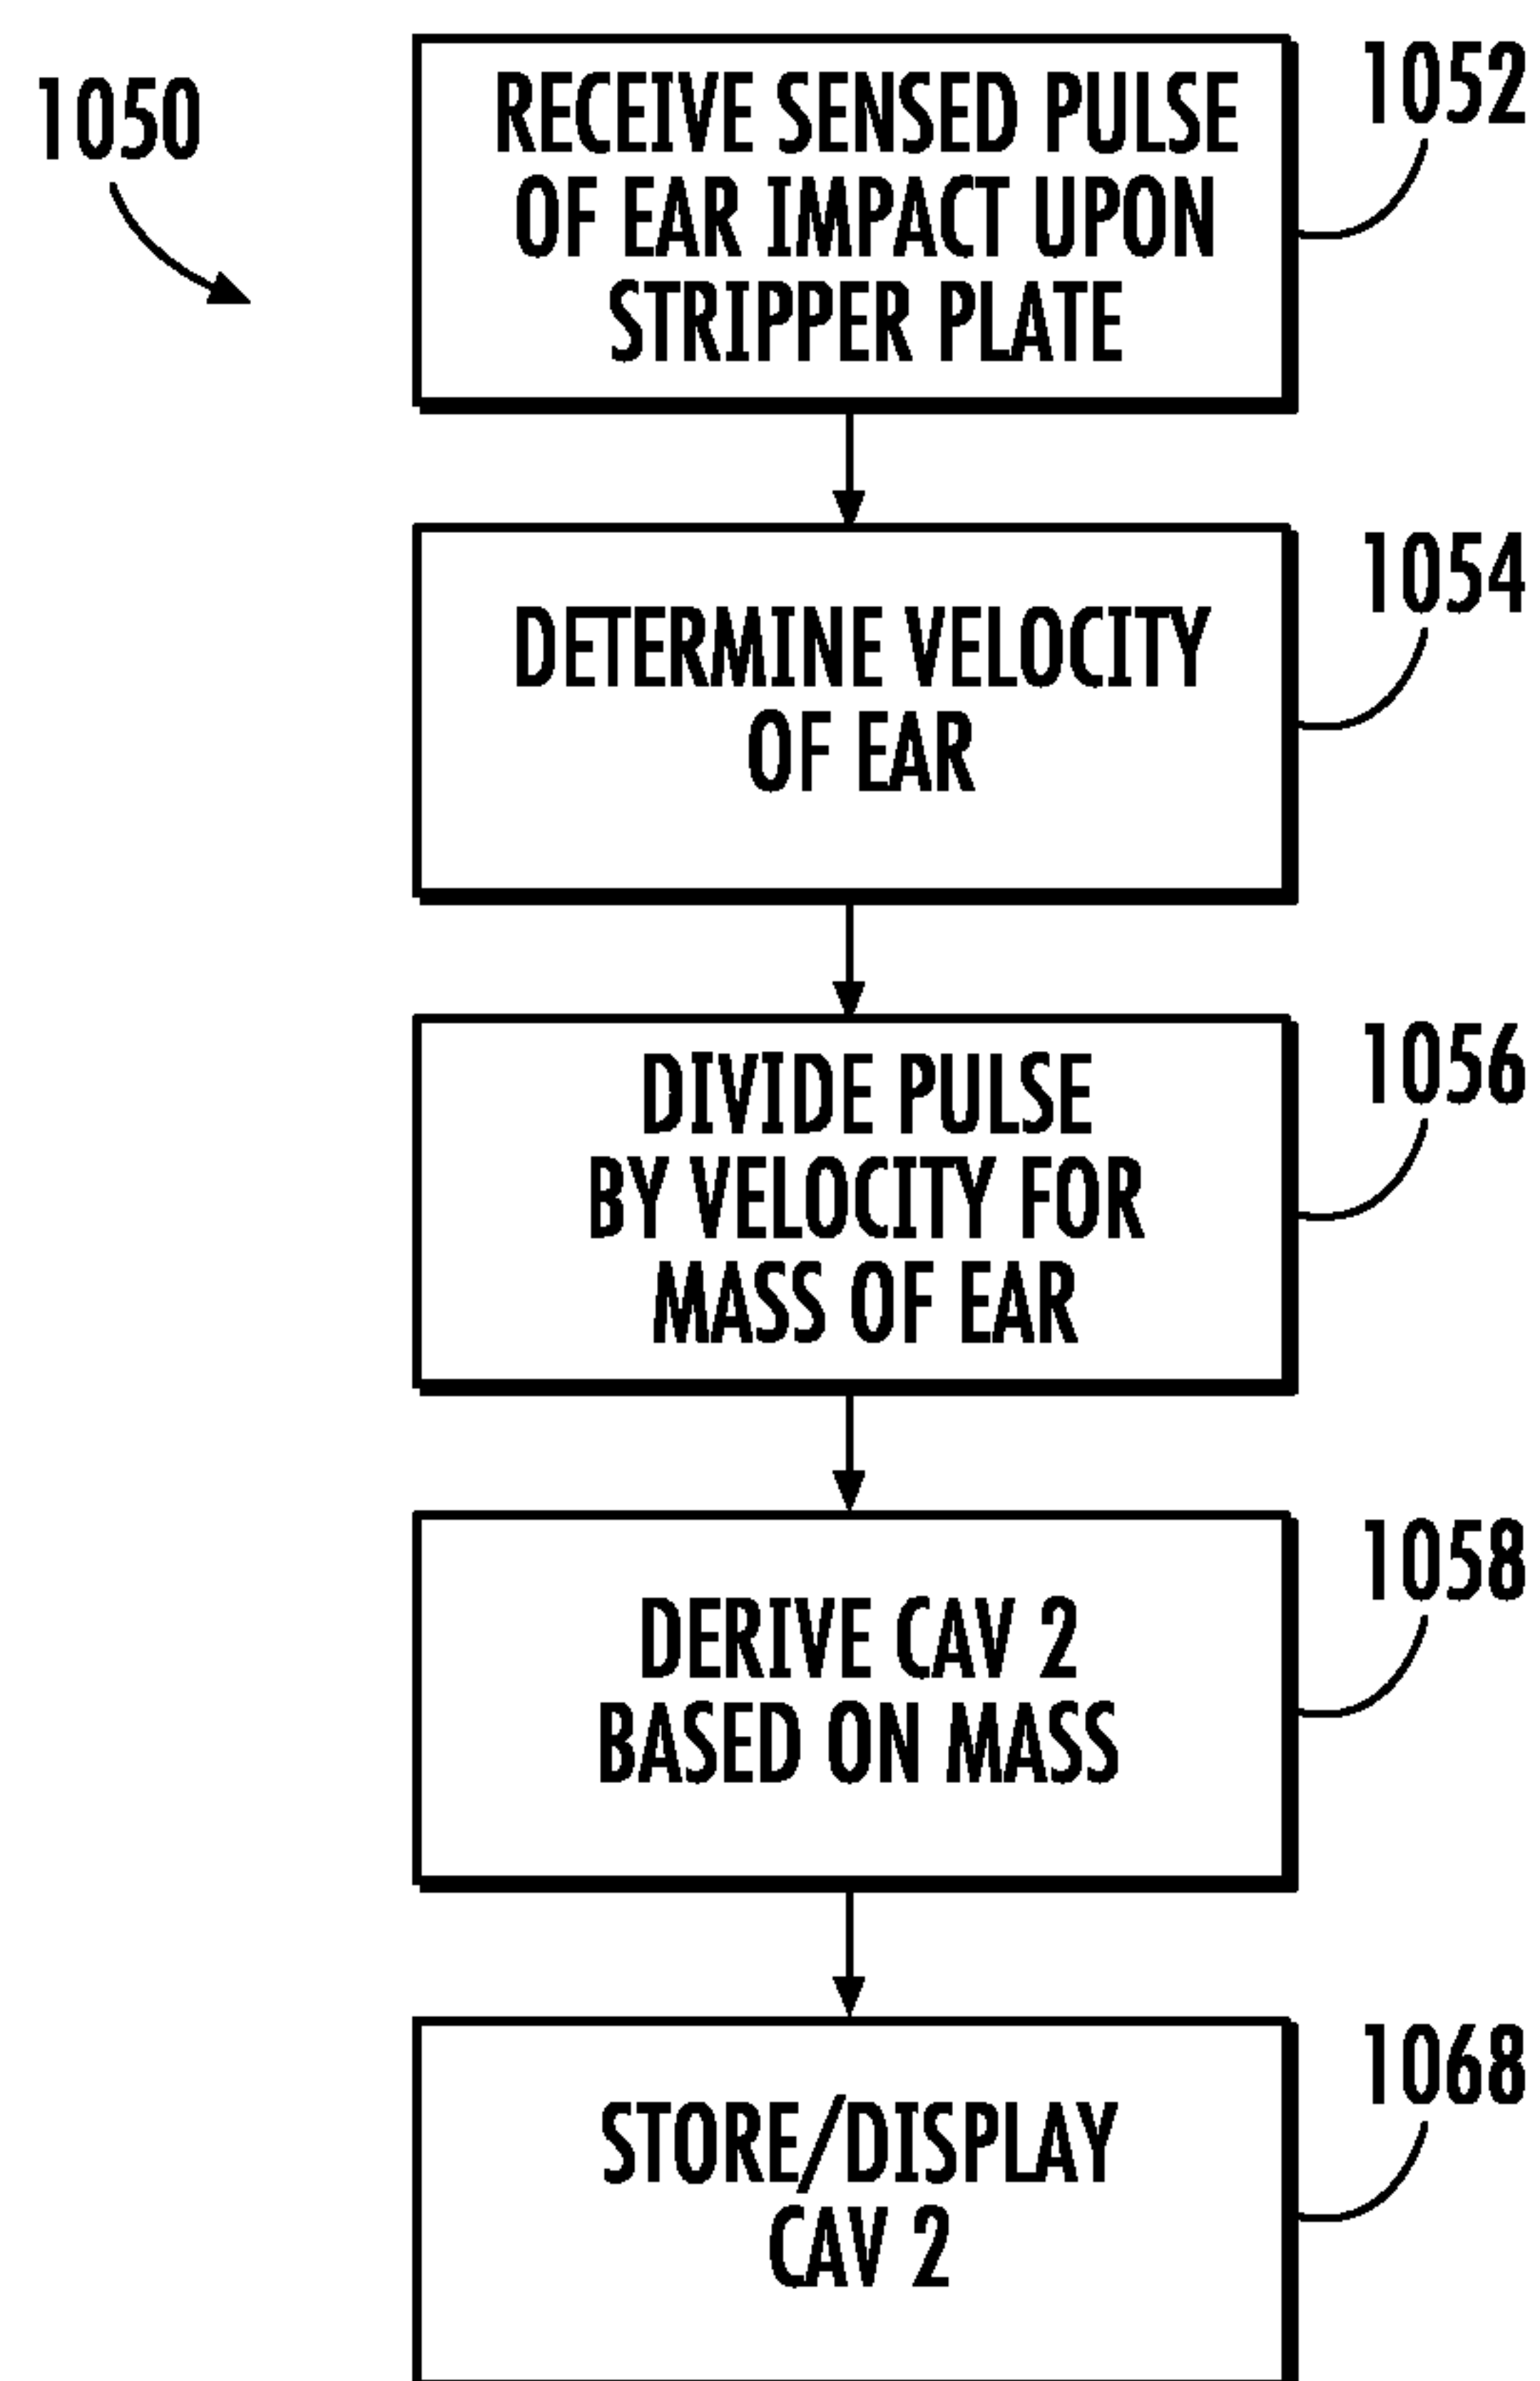 1050
1052
RECEIVE SENSED PULSE
OF EAR IMPACT UPON
STRIPPER PLATE
1054
DETERMINE VELOCITY
OF EAR
1056
DIVIDE PULSE
BY VELOCITY FOR
MASS OF EAR
1058
DERIVE CAV 2
BASED ON MASS
1068
STORE/DISPLAY
CAV 2